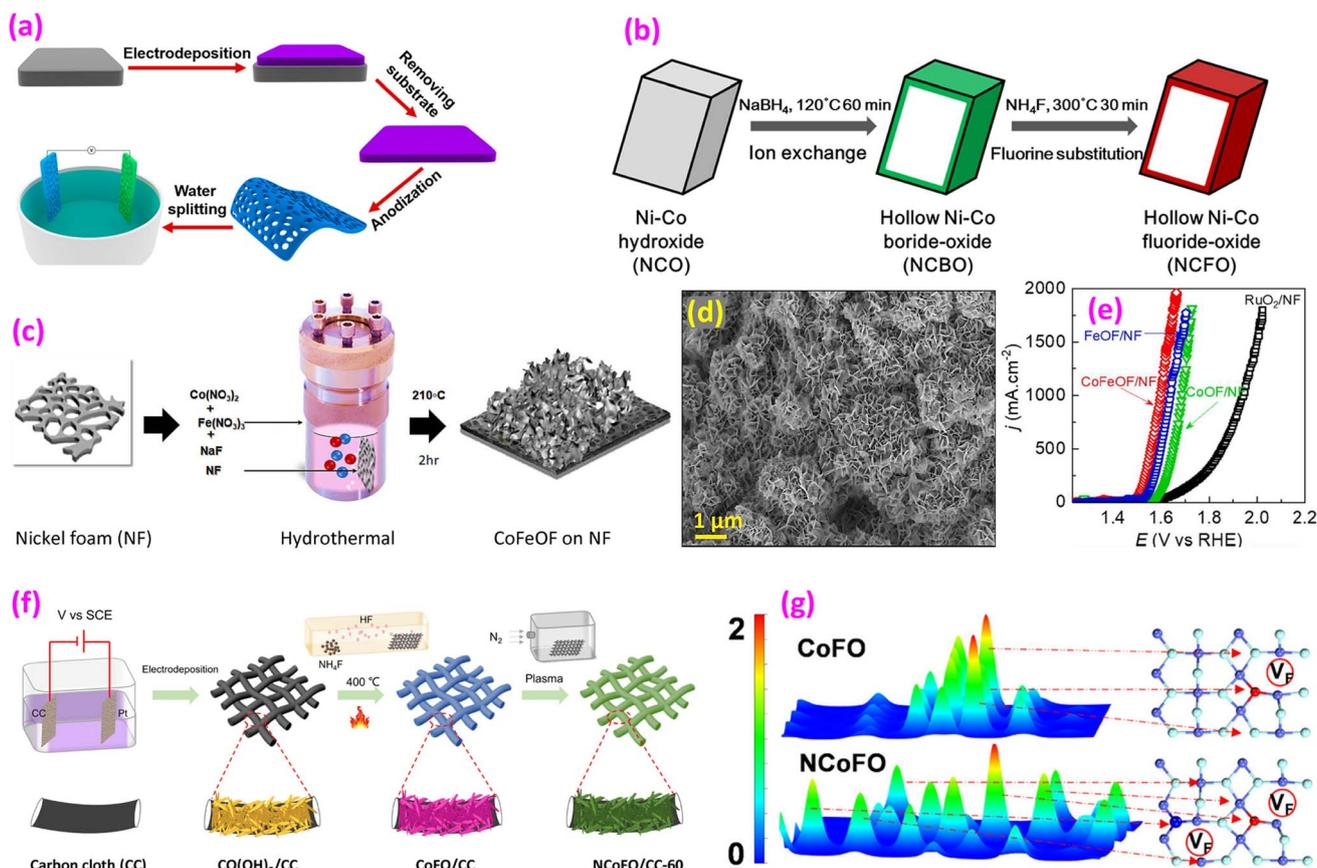 (a)
Electrodeposition
Removing
substrate
Anodization
Water
splitting
V
(b)
NaBH₄, 120°C 60 min
Ion exchange
NH₄F, 300°C 30 min
Fluorine substitution
Ni-Co
hydroxide
(NCO)
Hollow Ni-Co
boride-oxide
(NCBO)
Hollow Ni-Co
fluoride-oxide
(NCFO)
(c)
Co(NO₃)₂
+
Fe(NO₃)₃
+
NaF
NF
210◦C
2hr
Nickel foam (NF)
Hydrothermal
CoFeOF on NF
(d)
1 µm
(e)
2000
1500
1000
500
0
j (mA.cm⁻²)
RuO₂/NF
FeOF/NF
CoFeOF/NF
CoOF/NF
1.4
1.6
1.8
2.0
2.2
E (V vs RHE)
(f)
V vs SCE
CC
Pt
Electrodeposition
HF
NH₄F
400 ℃
N₂
Plasma
Carbon cloth (CC)
CO(OH)ₓ/CC
CoFO/CC
NCoFO/CC-60
(g)
2
0
CoFO
NCoFO
V_F
V_F
V_F